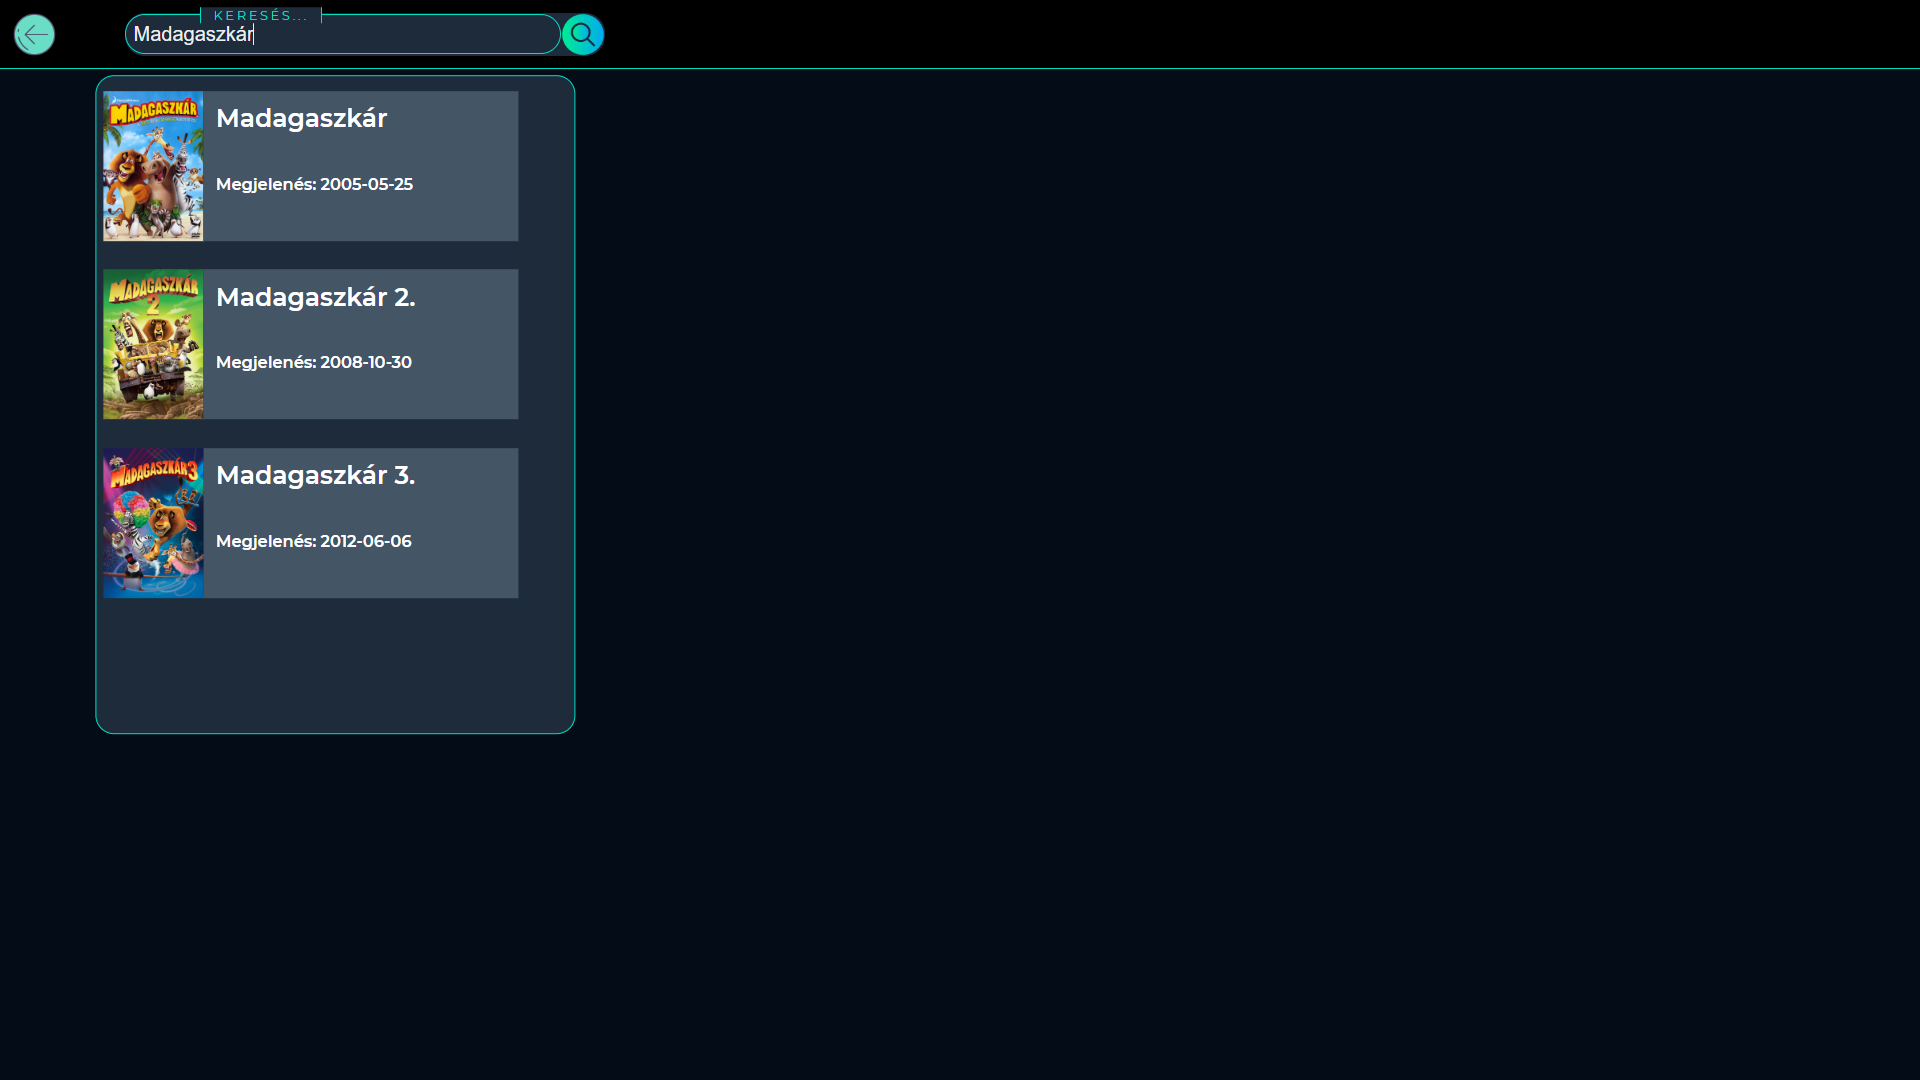 KERESÉS...
Madagaszkár
MADAGASZKÁR
Madagaszkár
Megjelenés: 2005-05-25
MADAGASZKÁR
2
Madagaszkár 2.
Megjelenés: 2008-10-30
MADAGASZKÁR 3
Madagaszkár 3.
Megjelenés: 2012-06-06